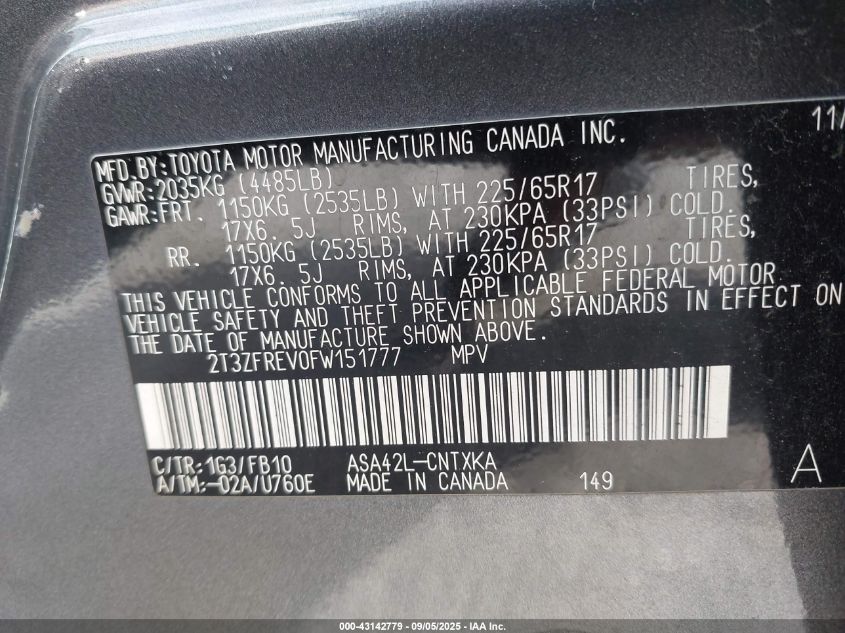 11/
MFD.BY:TOYOTA MOTOR MANUFACTURING CANADA INC.
GVWR:2035KG (4485LB)
GAWR:FRT. 1150KG (2535LB) WITH 225/65R17 TIRES,
17X6. 5J RIMS, AT 230KPA (33PSI) COLD.
RR. 1150KG (2535LB) WITH 225/65R17 TIRES,
17X6. 5J RIMS, AT 230KPA (33PSI) COLD.
THIS VEHICLE CONFORMS TO ALL APPLICABLE FEDERAL MOTOR
VEHICLE SAFETY AND THEFT PREVENTION STANDARDS IN EFFECT ON
THE DATE OF MANUFACTURE SHOWN ABOVE.
2T3ZFREV0FW151777 MPV
C/TR:1G3/FB10 ASA42L-CNTXKA
A/TM:-02A/U760E MADE IN CANADA 149 A
000-43142779 - 09/05/2025 - IAA Inc.